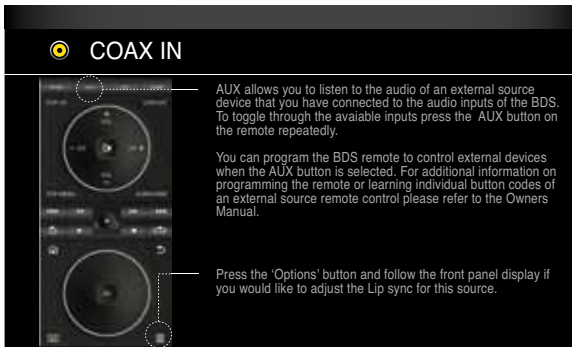 COAX IN
AUX allows you to listen to the audio of an external source
device that you have connected to the audio inputs of the BDS.
To toggle through the avaiable inputs press the  AUX button on
the remote repeatedly.
You can program the BDS remote to control external devices
when the AUX button is selected. For additional information on
programming the remote or learning individual button codes of
an external source remote control please refer to the Owners
Manual.
Press the ‘Options’ button and follow the front panel display if
you would like to adjust the Lip sync for this source.